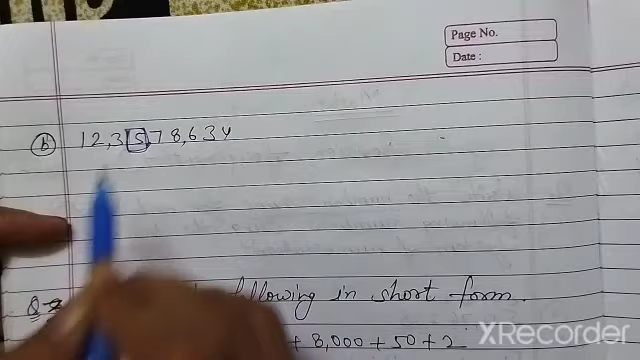 Page No.
Date :
(b) 12,35,78,634
following in short form.
+ 8,000 + 50 + 2
XRecorder